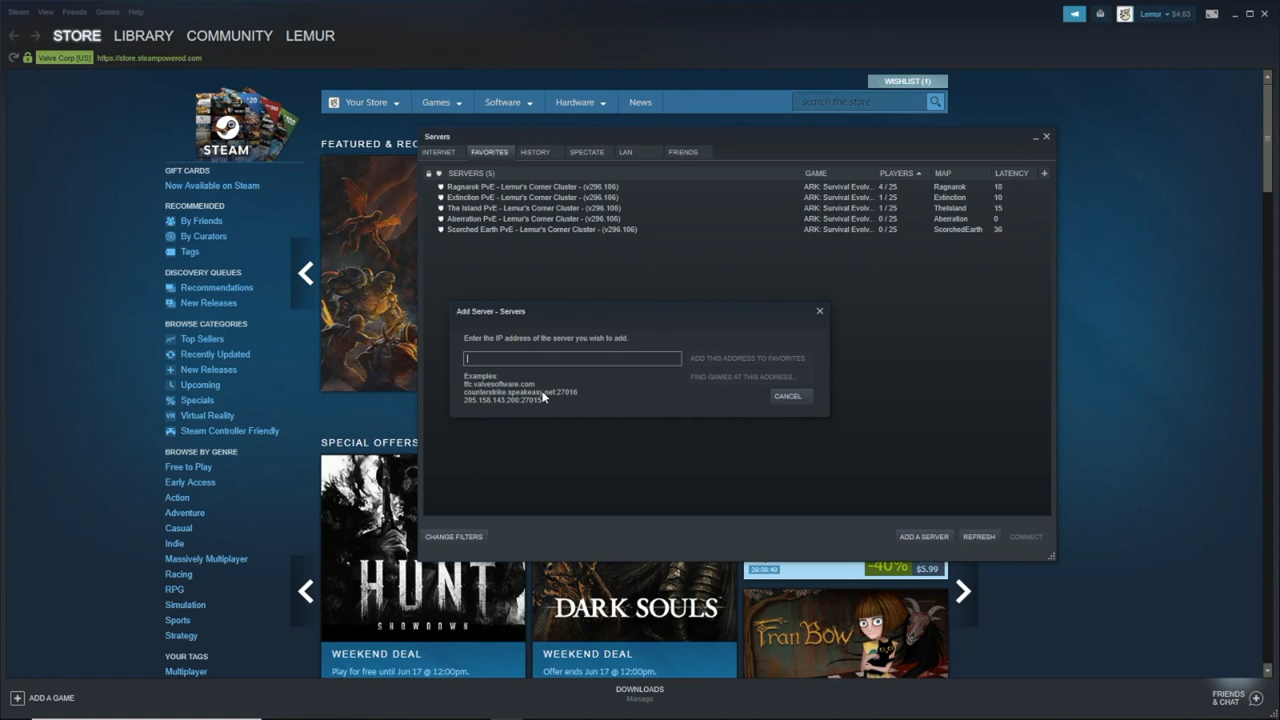 Steam View Friends Games Help
Lemur $4.63
STORE LIBRARY COMMUNITY LEMUR
Valve Corp [US] https://store.steampowered.com
WISHLIST (1)
Your Store Games Software Hardware News search the store
STEAM
GIFT CARDS
Now Available on Steam
RECOMMENDED
By Friends
By Curators
Tags
DISCOVERY QUEUES
Recommendations
New Releases
BROWSE CATEGORIES
Top Sellers
Recently Updated
New Releases
Upcoming
Specials
Virtual Reality
Steam Controller Friendly
BROWSE BY GENRE
Free to Play
Early Access
Action
Adventure
Casual
Indie
Massively Multiplayer
Racing
RPG
Simulation
Sports
Strategy
YOUR TAGS
Multiplayer
FEATURED & REC
SPECIAL OFFERS
Servers
INTERNET FAVORITES HISTORY SPECTATE LAN FRIENDS
SERVERS (5) GAME PLAYERS MAP LATENCY
Ragnarok PvE - Lemur's Corner Cluster - (v296.106) ARK: Survival Evolv... 4 / 25 Ragnarok 18
Extinction PvE - Lemur's Corner Cluster - (v296.106) ARK: Survival Evolv... 1 / 25 Extinction 10
The Island PvE - Lemur's Corner Cluster - (v296.106) ARK: Survival Evolv... 1 / 25 TheIsland 15
Aberration PvE - Lemur's Corner Cluster - (v296.106) ARK: Survival Evolv... 0 / 25 Aberration 0
Scorched Earth PvE - Lemur's Corner Cluster - (v296.106) ARK: Survival Evolv... 0 / 25 ScorchedEarth 36
Add Server - Servers
Enter the IP address of the server you wish to add.
ADD THIS ADDRESS TO FAVORITES
Examples:
FIND GAMES AT THIS ADDRESS...
tfc.valvesoftware.com
counterstrike.speakeasy.net:27016
205.158.143.200:27015
CANCEL
CHANGE FILTERS ADD A SERVER REFRESH CONNECT
-40% $5.99
HUNT
SHOWDOWN
DARK SOULS
FRAN BOW
WEEKEND DEAL
Play for free until Jun 17 @ 12:00pm.
WEEKEND DEAL
Offer ends Jun 17 @ 12:00pm.
ADD A GAME
DOWNLOADS
Manage
FRIENDS
& CHAT